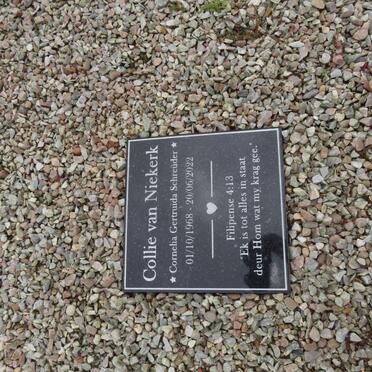 Collie van Niekerk
★ Cornelia Gertruida Schreuder ★
01/10/1968 - 20/06/2022
Filipense 4:13
"Ek is tot alles in staat
deur Hom wat my krag gee."